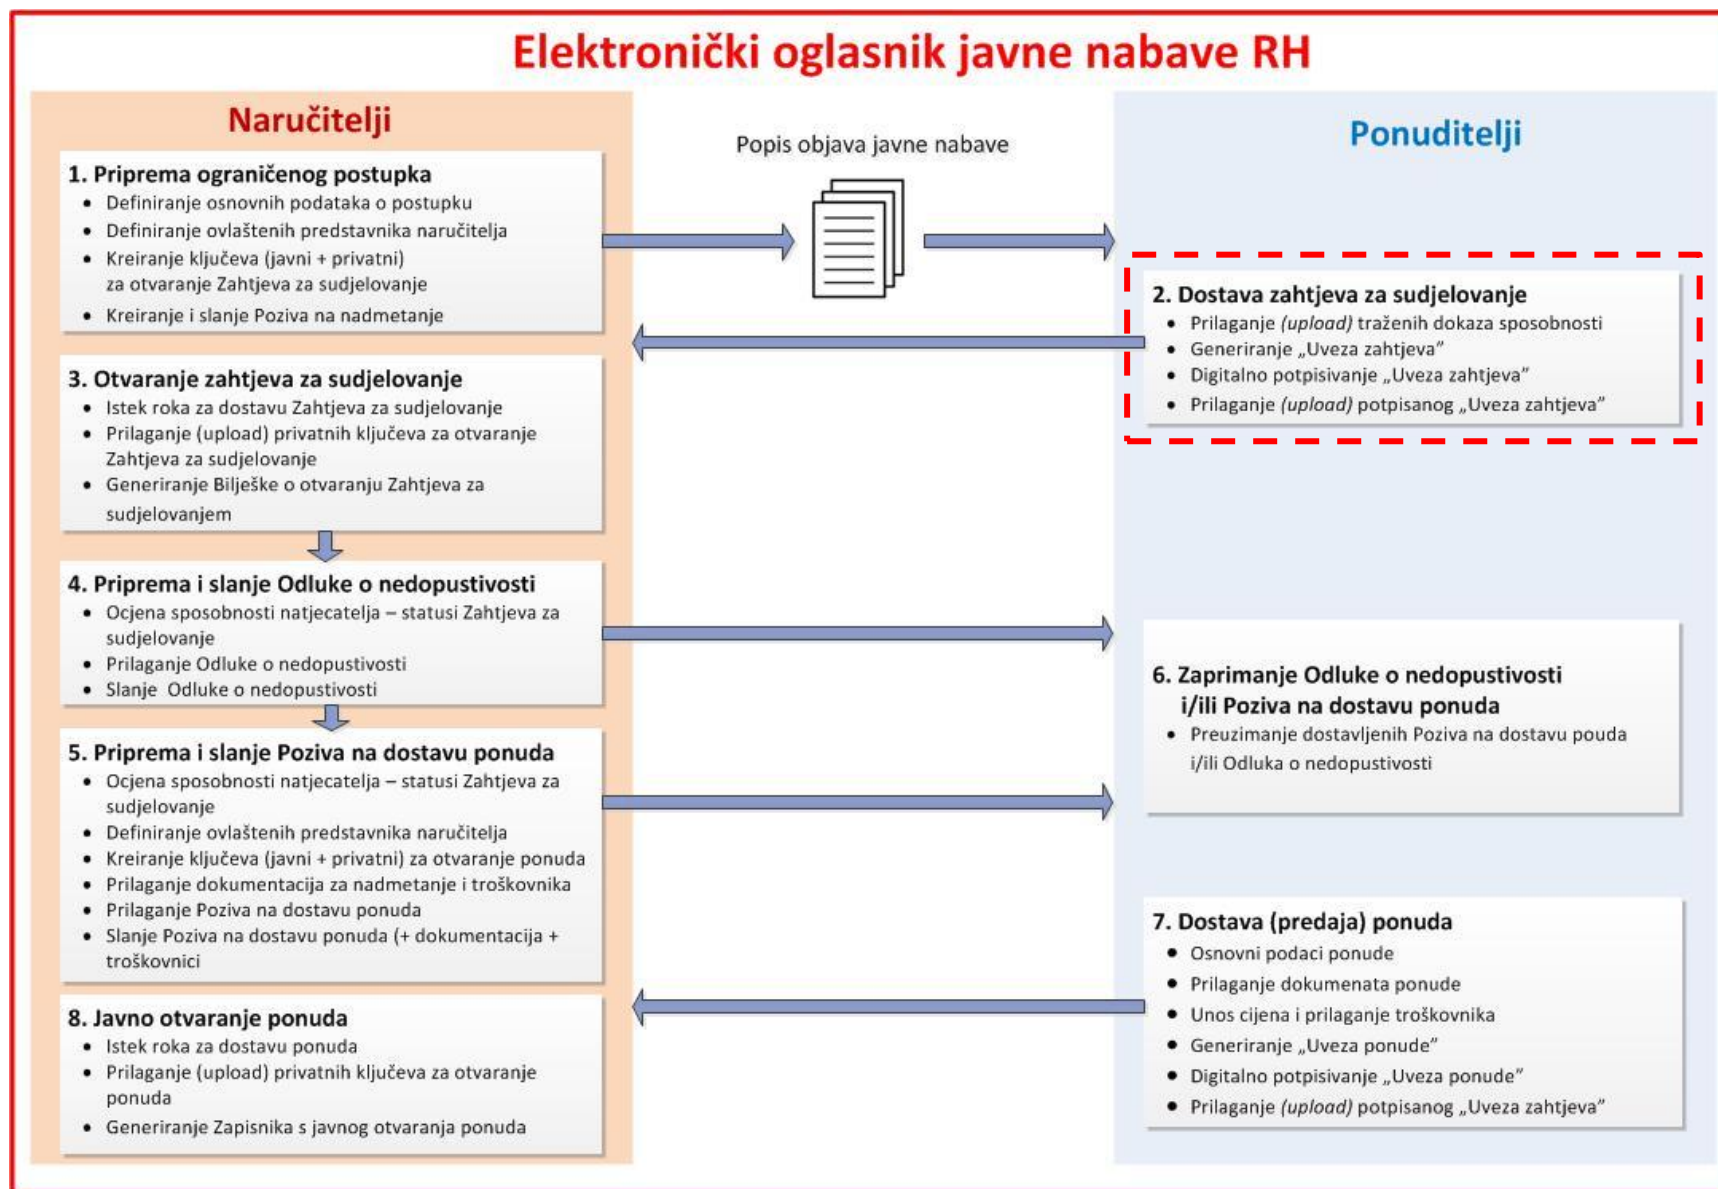 Elektronički oglasnik javne nabave RH
Naručitelji
1. Priprema ograničenog postupka
• Definiranje osnovnih podataka o postupku
• Definiranje ovlaštenih predstavnika naručitelja
• Kreiranje ključeva (javni + privatni)
za otvaranje Zahtjeva za sudjelovanje
• Kreiranje i slanje Poziva na nadmetanje
Popis objava javne nabave
Ponuditelji
2. Dostava zahtjeva za sudjelovanje
• Prilaganje (upload) traženih dokaza sposobnosti
• Generiranje „Uveza zahtjeva”
• Digitalno potpisivanje „Uveza zahtjeva”
• Prilaganje (upload) potpisanog „Uveza zahtjeva”
3. Otvaranje zahtjeva za sudjelovanje
• Istek roka za dostavu Zahtjeva za sudjelovanje
• Prilaganje (upload) privatnih ključeva za otvaranje
Zahtjeva za sudjelovanje
• Generiranje Bilješke o otvaranju Zahtjeva za
sudjelovanjem
4. Priprema i slanje Odluke o nedopustivosti
• Ocjena sposobnosti natjecatelja – statusi Zahtjeva za
sudjelovanje
• Prilaganje Odluke o nedopustivosti
• Slanje Odluke o nedopustivosti
5. Priprema i slanje Poziva na dostavu ponuda
• Ocjena sposobnosti natjecatelja – statusi Zahtjeva za
sudjelovanje
• Definiranje ovlaštenih predstavnika naručitelja
• Kreiranje ključeva (javni + privatni) za otvaranje ponuda
• Prilaganje dokumentacija za nadmetanje i troškovnika
• Prilaganje Poziva na dostavu ponuda
• Slanje Poziva na dostavu ponuda (+ dokumentacija +
troškovnici
6. Zaprimanje Odluke o nedopustivosti
i/ili Poziva na dostavu ponuda
• Preuzimanje dostavljenih Poziva na dostavu pouda
i/ili Odluka o nedopustivosti
7. Dostava (predaja) ponuda
• Osnovni podaci ponude
• Prilaganje dokumenata ponude
• Unos cijena i prilaganje troškovnika
• Generiranje „Uveza ponude”
• Digitalno potpisivanje „Uveza ponude”
• Prilaganje (upload) potpisanog „Uveza zahtjeva”
8. Javno otvaranje ponuda
• Istek roka za dostavu ponuda
• Prilaganje (upload) privatnih ključeva za otvaranje
ponuda
• Generiranje Zapisnika s javnog otvaranja ponuda